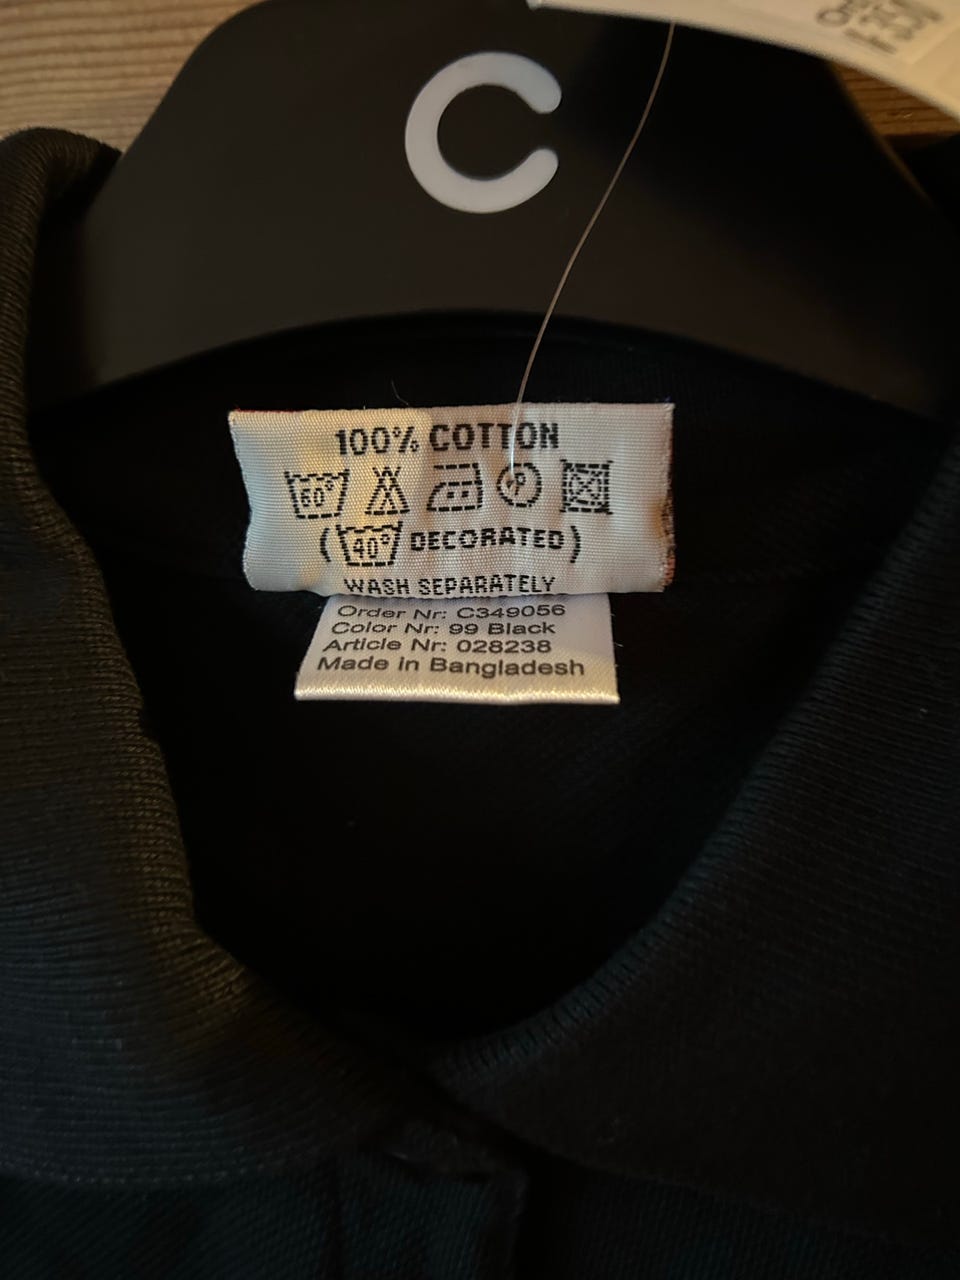 C
100% COTTON
60° P
(40° DECORATED)
WASH SEPARATELY
Order Nr: C349056
Color Nr: 99 Black
Article Nr: 028238
Made in Bangladesh